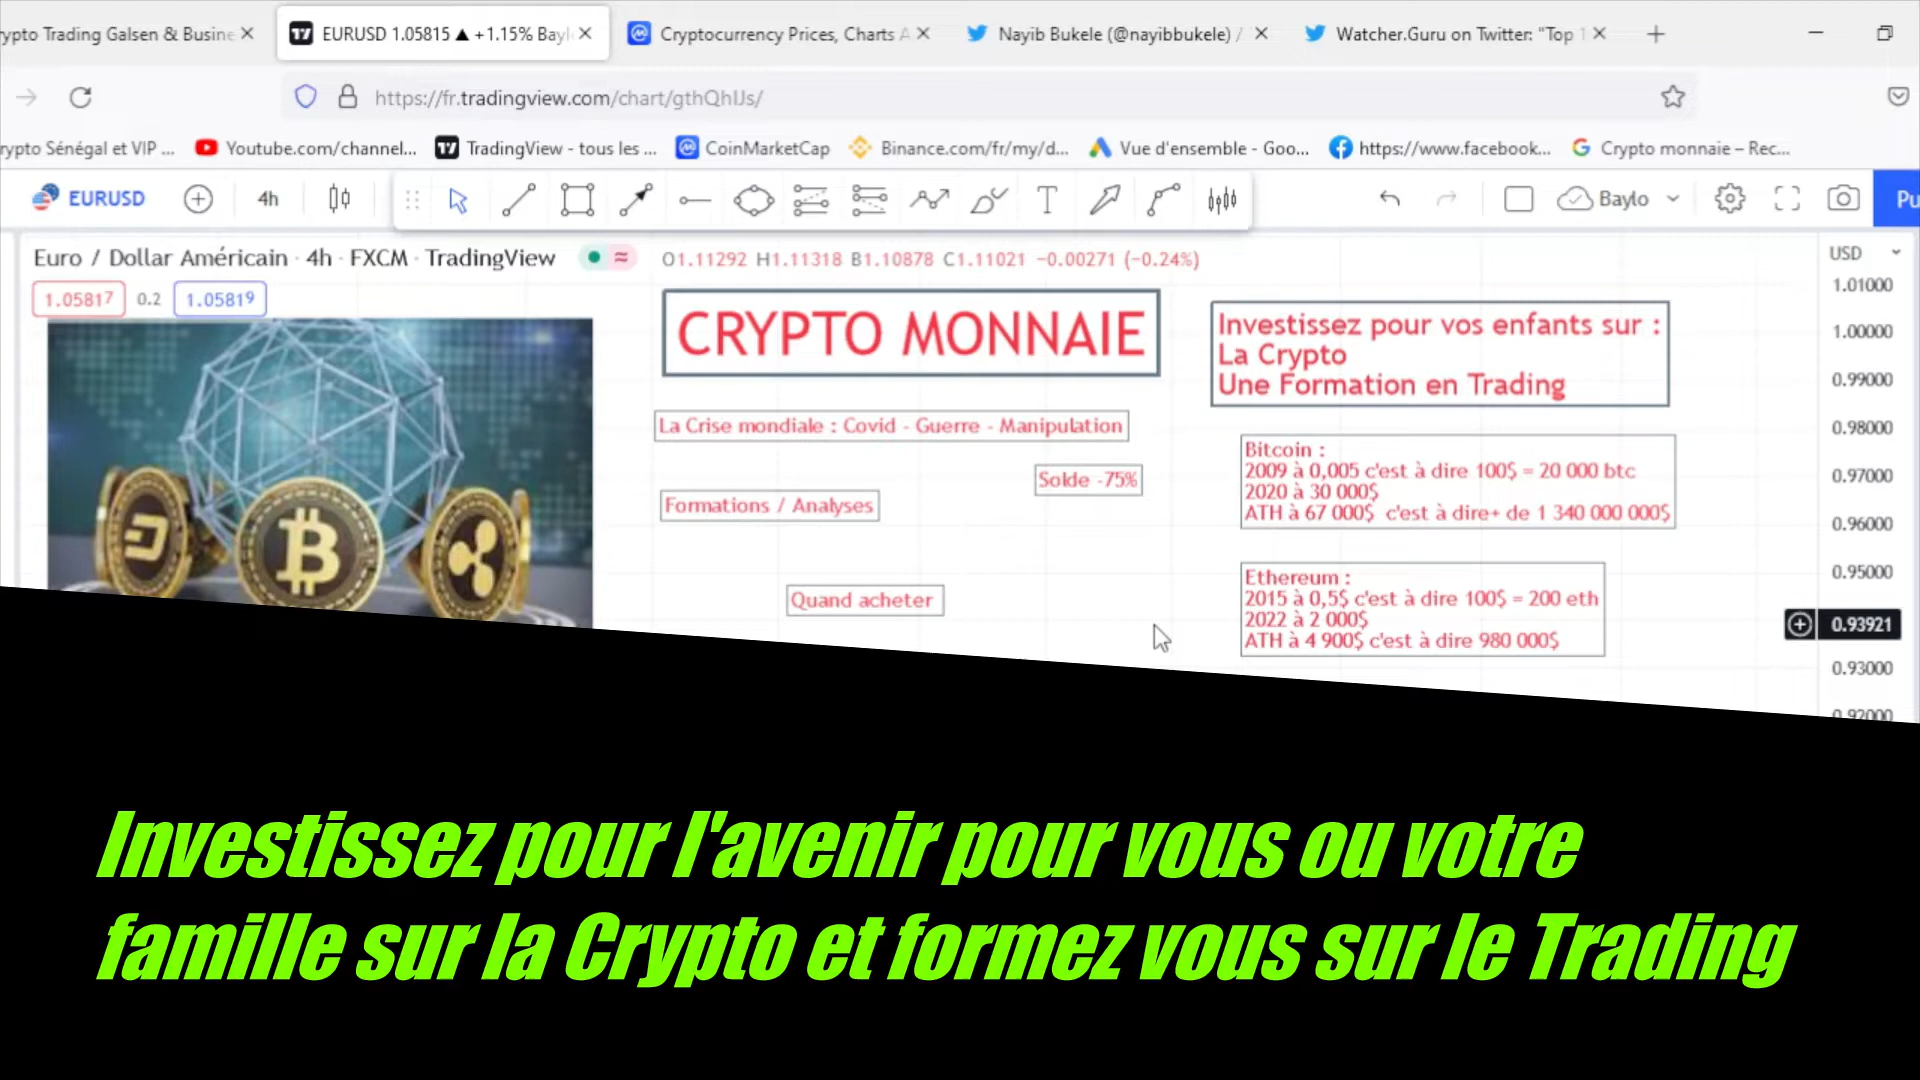 ypto Trading Galsen & Busine
EURUSD 1.05815 ▲ +1.15% Bayl
Cryptocurrency Prices, Charts A
Nayib Bukele (@nayibbukele) /
Watcher.Guru on Twitter: "Top 1
https://fr.tradingview.com/chart/gthQhIJs/
rypto Sénégal et VIP ...
Youtube.com/channel...
TradingView - tous les ...
CoinMarketCap
Binance.com/fr/my/d...
Vue d'ensemble - Goo...
https://www.facebook...
Crypto monnaie – Rec...
EURUSD
4h
Baylo
Pu
Euro / Dollar Américain · 4h · FXCM · TradingView
O1.11292 H1.11318 B1.10878 C1.11021 −0.00271 (−0.24%)
USD
1.05817 0.2 1.05819
CRYPTO MONNAIE
La Crise mondiale : Covid - Guerre - Manipulation
Solde -75%
Formations / Analyses
Quand acheter
Investissez pour vos enfants sur :
La Crypto
Une Formation en Trading
Bitcoin :
2009 à 0,005 c'est à dire 100$ = 20 000 btc
2020 à 30 000$
ATH à 67 000$ c'est à dire+ de 1 340 000 000$
Ethereum :
2015 à 0,5$ c'est à dire 100$ = 200 eth
2022 à 2 000$
ATH à 4 900$ c'est à dire 980 000$
1.01000
1.00000
0.99000
0.98000
0.97000
0.96000
0.95000
0.93921
0.93000
0.92000
Investissez pour l'avenir pour vous ou votre
famille sur la Crypto et formez vous sur le Trading